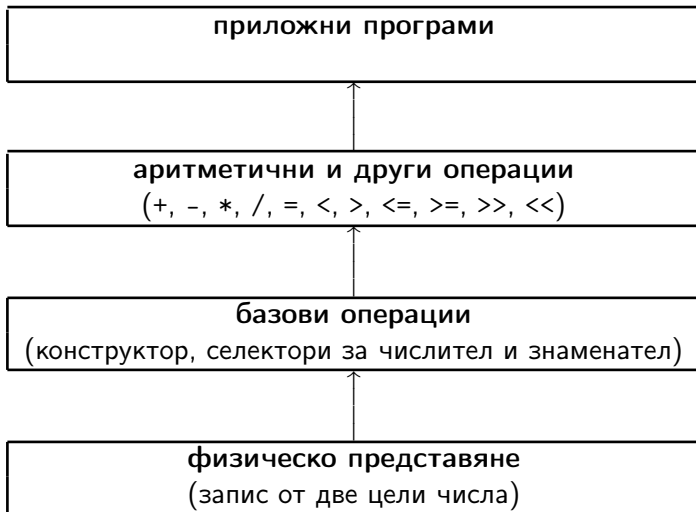 приложни програми
аритметични и други операции
(+, -, *, /, =, <, >, <=, >=, >>, <<)
базови операции
(конструктор, селектори за числител и знаменател)
физическо представяне
(запис от две цели числа)